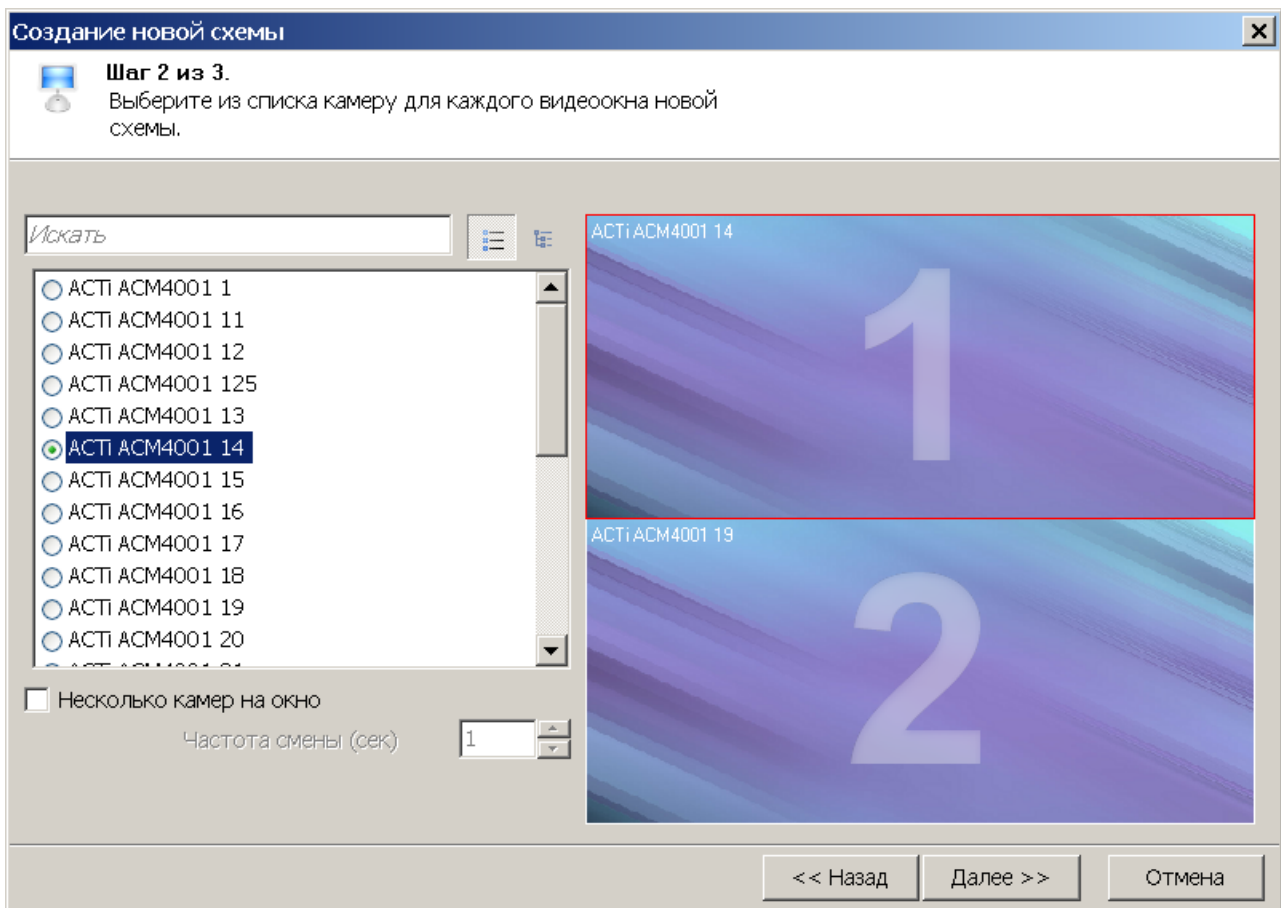 Создание новой схемы
Шаг 2 из 3.
Выберите из списка камеру для каждого видеоокна новой
схемы.
Искать
ACTi ACM4001 1
ACTi ACM4001 11
ACTi ACM4001 12
ACTi ACM4001 125
ACTi ACM4001 13
ACTi ACM4001 14
ACTi ACM4001 15
ACTi ACM4001 16
ACTi ACM4001 17
ACTi ACM4001 18
ACTi ACM4001 19
ACTi ACM4001 20
Несколько камер на окно
Частота смены (сек)
1
ACTi ACM4001 14
1
ACTi ACM4001 19
2
<< Назад
Далее >>
Отмена